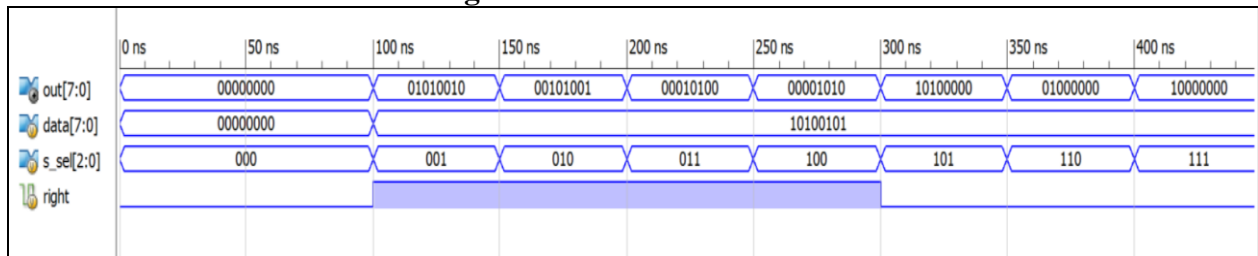 g
0 ns 50 ns 100 ns 150 ns 200 ns 250 ns 300 ns 350 ns 400 ns
out[7:0] 00000000 01010010 00101001 00010100 00001010 10100000 01000000 10000000
data[7:0] 00000000 10100101
s_sel[2:0] 000 001 010 011 100 101 110 111
right